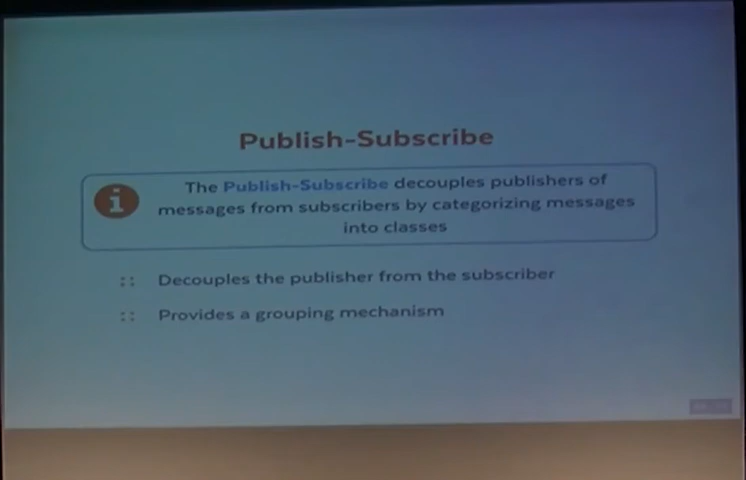 Publish-Subscribe
i
The Publish-Subscribe decouples publishers of
messages from subscribers by categorizing messages
into classes
:: Decouples the publisher from the subscriber
:: Provides a grouping mechanism